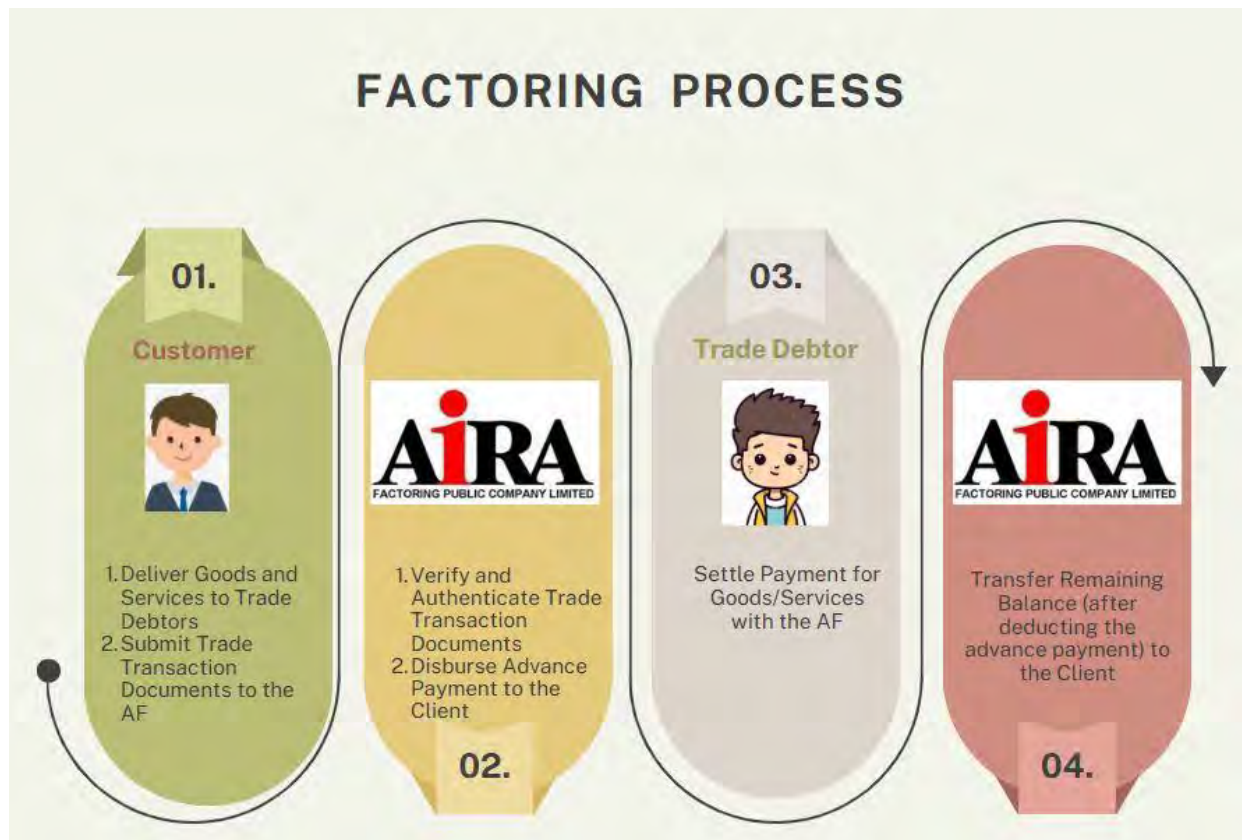 FACTORING PROCESS
01.
Customer
1. Deliver Goods and
Services to Trade
Debtors
2. Submit Trade
Transaction
Documents to the
AF
AiRA
FACTORING PUBLIC COMPANY LIMITED
1. Verify and
Authenticate Trade
Transaction
Documents
2. Disburse Advance
Payment to the
Client
02.
03.
Trade Debtor
Settle Payment for
Goods/Services
with the AF
AiRA
FACTORING PUBLIC COMPANY LIMITED
Transfer Remaining
Balance (after
deducting the
advance payment) to
the Client
04.